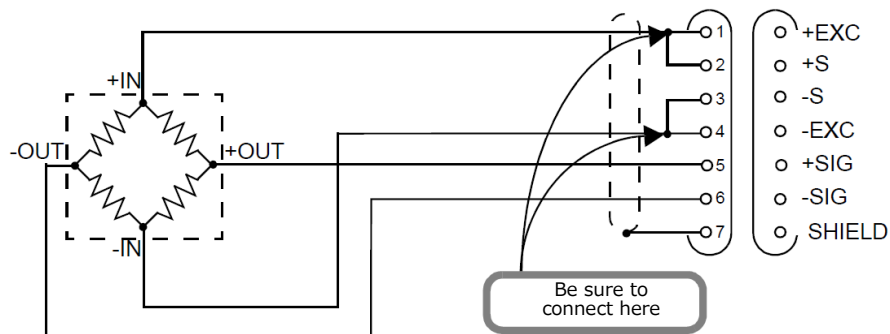 +IN
-OUT
+OUT
-IN
1 +EXC
2 +S
3 -S
4 -EXC
5 +SIG
6 -SIG
7 SHIELD
Be sure to
connect here